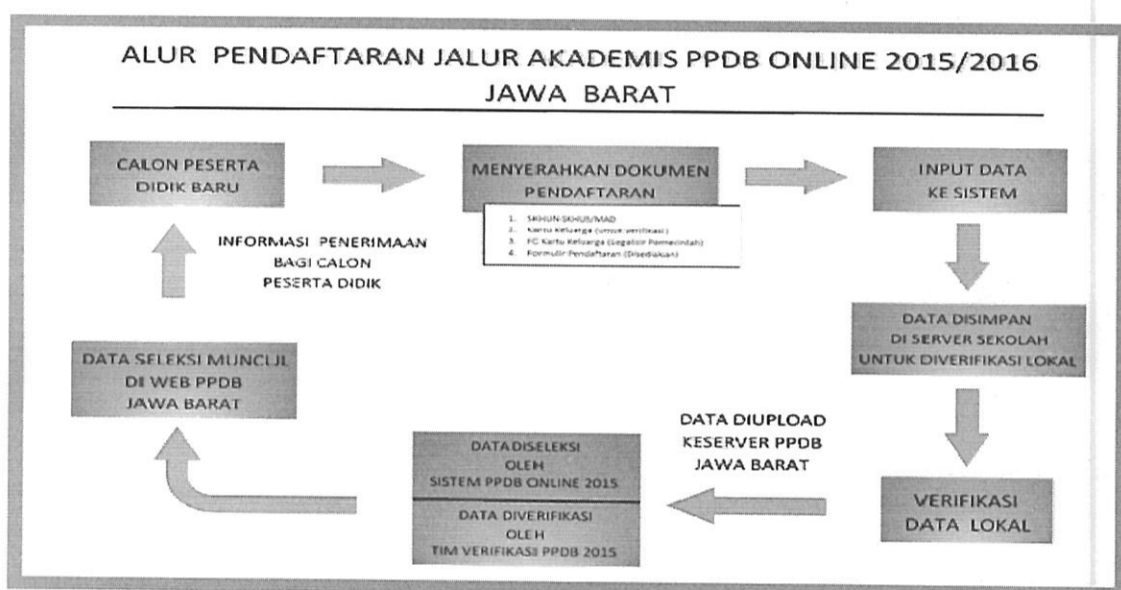 ALUR PENDAFTARAN JALUR AKADEMIS PPDB ONLINE 2015/2016
JAWA BARAT
CALON PESERTA
DIDIK BARU
MENYERAHKAN DOKUMEN
PENDAFTARAN
1. SKHUN-SKHUS/MAD
2. Kartu Keluarga (untuk verifikasi)
3. FC Kartu Keluarga (Legalisir Pemerintah)
4. Formulir Pendaftaran (Disediakan)
INPUT DATA
KE SISTEM
DATA DISIMPAN
DI SERVER SEKOLAH
UNTUK DIVERIFIKASI LOKAL
VERIFIKASI
DATA LOKAL
DATA DIUPLOAD
KESERVER PPDB
JAWA BARAT
DATA DISELEKSI
OLEH
SISTEM PPDB ONLINE 2015
DATA DIVERIFIKASI
OLEH
TIM VERIFIKASI PPDB 2015
DATA SELEKSI MUNCUL
DI WEB PPDB
JAWA BARAT
INFORMASI PENERIMAAN
BAGI CALON
PESERTA DIDIK